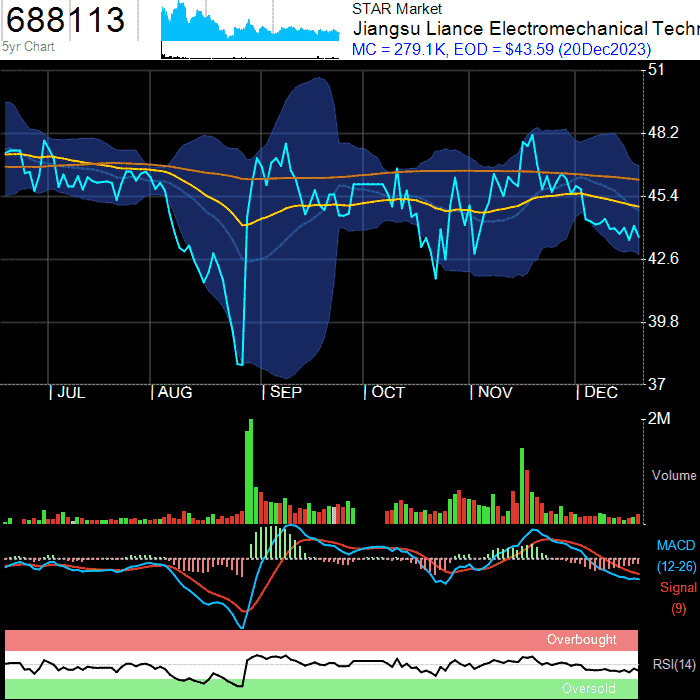 688113
5yr Chart
STAR Market
Jiangsu Liance Electromechanical Techn
MC = 279.1K, EOD = $43.59 (20Dec2023)
51
48.2
45.4
42.6
39.8
37
| JUL | AUG | SEP | OCT | NOV | DEC
2M
Volume
MACD
(12-26)
Signal
(9)
Overbought
RSI(14)
Oversold